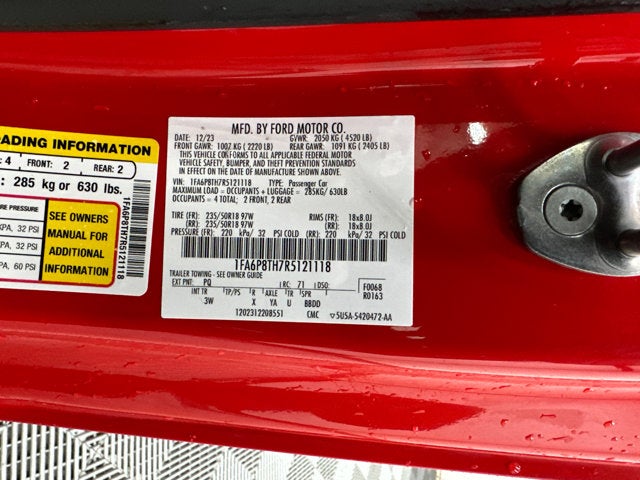 OADING INFORMATION
: 4 FRONT: 2 REAR: 2
: 285 kg or 630 lbs.
RE PRESSURE
KPA, 32 PSI
KPA, 32 PSI
PA, 60 PSI
SEE OWNERS
MANUAL FOR
ADDITIONAL
INFORMATION
1FA6P8TH7R5121118
MFD. BY FORD MOTOR CO.
DATE: 12/23 GVWR: 2050 KG ( 4520 LB)
FRONT GAWR: 1007 KG ( 2220 LB) REAR GAWR: 1091 KG ( 2405 LB)
THIS VEHICLE CONFORMS TO ALL APPLICABLE FEDERAL MOTOR
VEHICLE SAFETY, BUMPER, AND THEFT PREVENTION STANDARDS
IN EFFECT ON THE DATE OF MANUFACTURE SHOWN ABOVE.
VIN: 1FA6P8TH7R5121118 TYPE: Passenger Car
MAXIMUM LOAD = OCCUPANTS + LUGGAGE = 285KG/ 630LB
OCCUPANTS = 4 TOTAL: 2 FRONT, 2 REAR
TIRE (FR): 235/50R18 97W RIMS (FR): 18x8.0J
(RR): 235/50R18 97W (RR): 18x8.0J
PRESSURE (FR): 220 kPa/ 32 PSI COLD (RR): 220 kPa/ 32 PSI COLD
1FA6P8TH7R5121118
TRAILER TOWING - SEE OWNER GUIDE
EXT PNT: PQ RC: 71 DSO: F0068
INT TR TP/PS R AXLE TR SPR R0163
3W X YA U BBDD
12023122085S1 CMC 5USA-5420472-AA